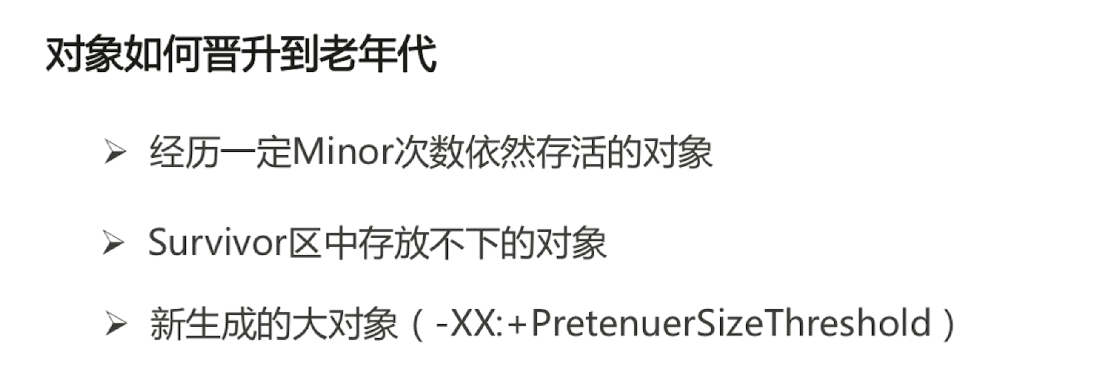 对象如何晋升到老年代
➢ 经历一定Minor次数依然存活的对象
➢ Survivor区中存放不下的对象
➢ 新生成的大对象（-XX:+PretenuerSizeThreshold）